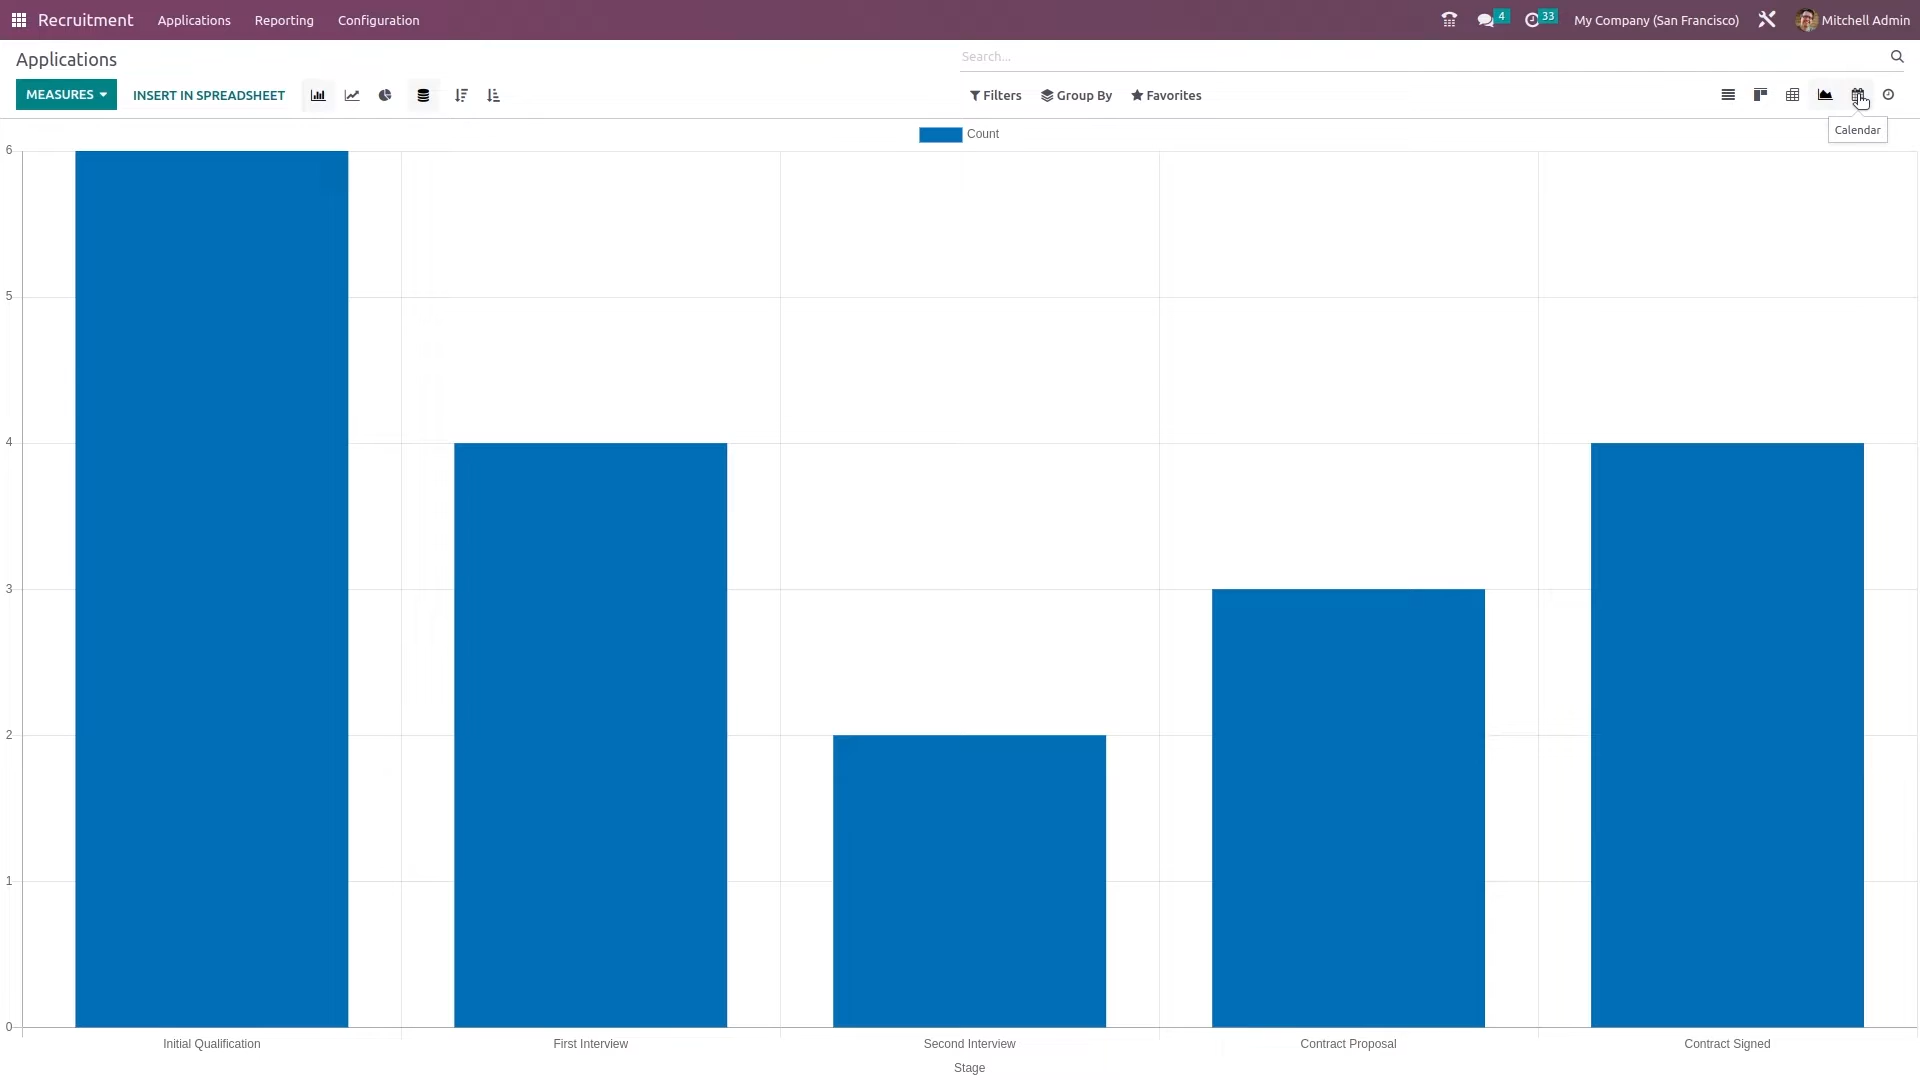 Recruitment Applications Reporting Configuration 4 33 My Company (San Francisco) Mitchell Admin
Applications
Search...
MEASURES INSERT IN SPREADSHEET Filters Group By Favorites
Calendar
Count
6
5
4
3
2
1
0
Initial Qualification First Interview Second Interview Contract Proposal Contract Signed
Stage